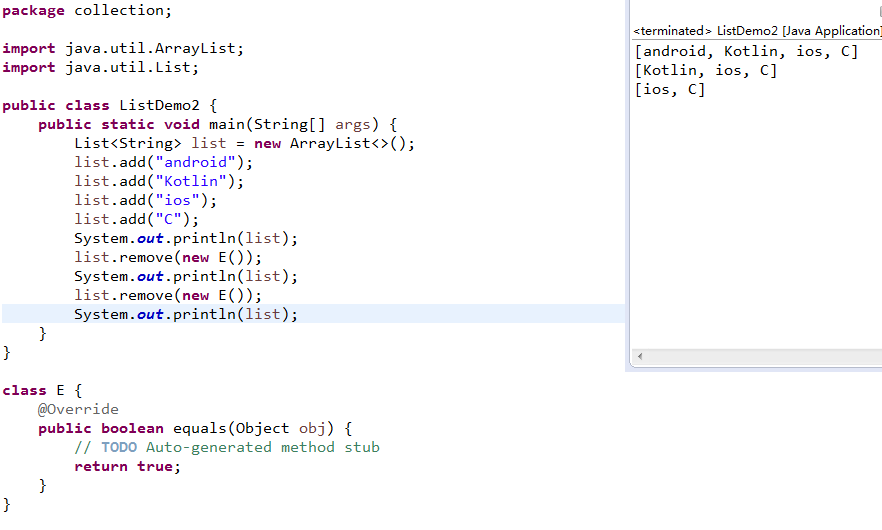 package collection;
import java.util.ArrayList;
import java.util.List;
public class ListDemo2 {
    public static void main(String[] args) {
        List<String> list = new ArrayList<>();
        list.add("android");
        list.add("Kotlin");
        list.add("ios");
        list.add("C");
        System.out.println(list);
        list.remove(new E());
        System.out.println(list);
        list.remove(new E());
        System.out.println(list);
    }
}
class E {
    @Override
    public boolean equals(Object obj) {
        // TODO Auto-generated method stub
        return true;
    }
}
<terminated> ListDemo2 [Java Application]
[android, Kotlin, ios, C]
[Kotlin, ios, C]
[ios, C]